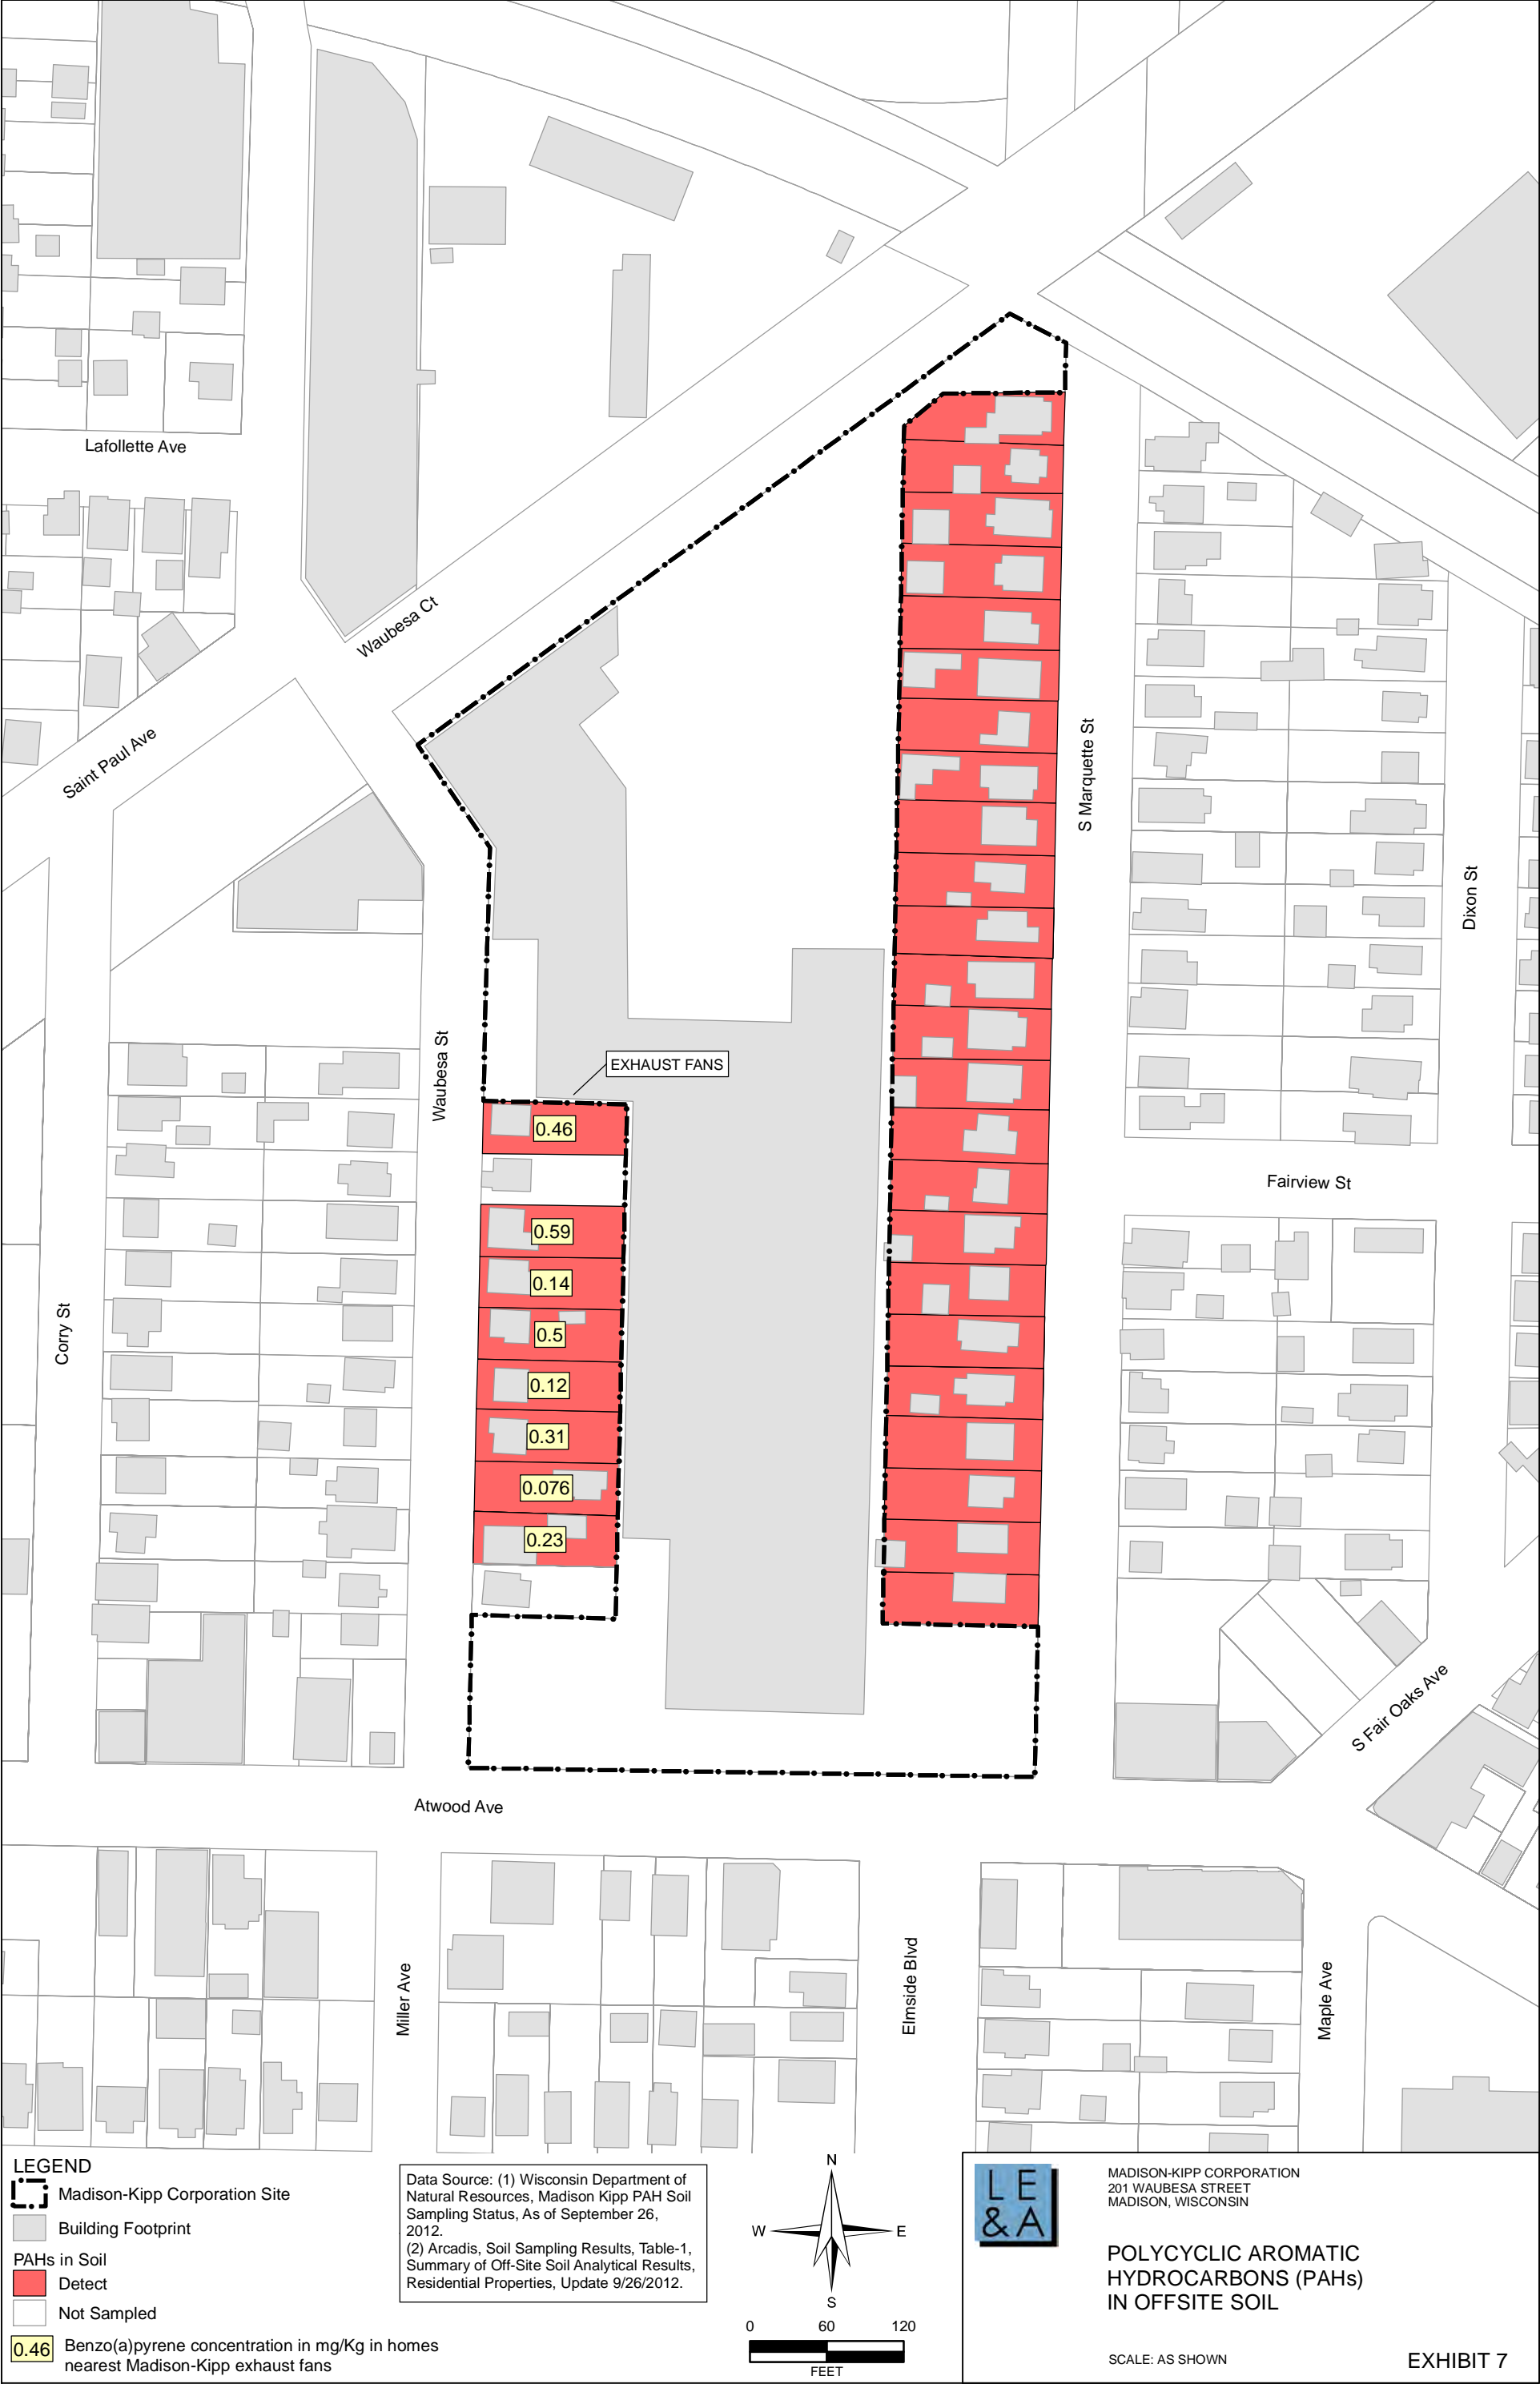 Lafollette Ave
Waubesa Ct
Saint Paul Ave
S Marquette St
Dixon St
Waubesa St
EXHAUST FANS
0.46
Fairview St
0.59
0.14
Corry St
0.5
0.12
0.31
0.076
0.23
S Fair Oaks Ave
Atwood Ave
Miller Ave
Elmside Blvd
Maple Ave
LEGEND
Madison-Kipp Corporation Site
Building Footprint
PAHs in Soil
Detect
Not Sampled
0.46
Benzo(a)pyrene concentration in mg/Kg in homes
nearest Madison-Kipp exhaust fans
Data Source: (1) Wisconsin Department of
Natural Resources, Madison Kipp PAH Soil
Sampling Status, As of September 26,
2012.
(2) Arcadis, Soil Sampling Results, Table-1,
Summary of Off-Site Soil Analytical Results,
Residential Properties, Update 9/26/2012.
N
W E
S
0 60 120
FEET
LE
&A
MADISON-KIPP CORPORATION
201 WAUBESA STREET
MADISON, WISCONSIN
POLYCYCLIC AROMATIC
HYDROCARBONS (PAHs)
IN OFFSITE SOIL
SCALE: AS SHOWN
EXHIBIT 7